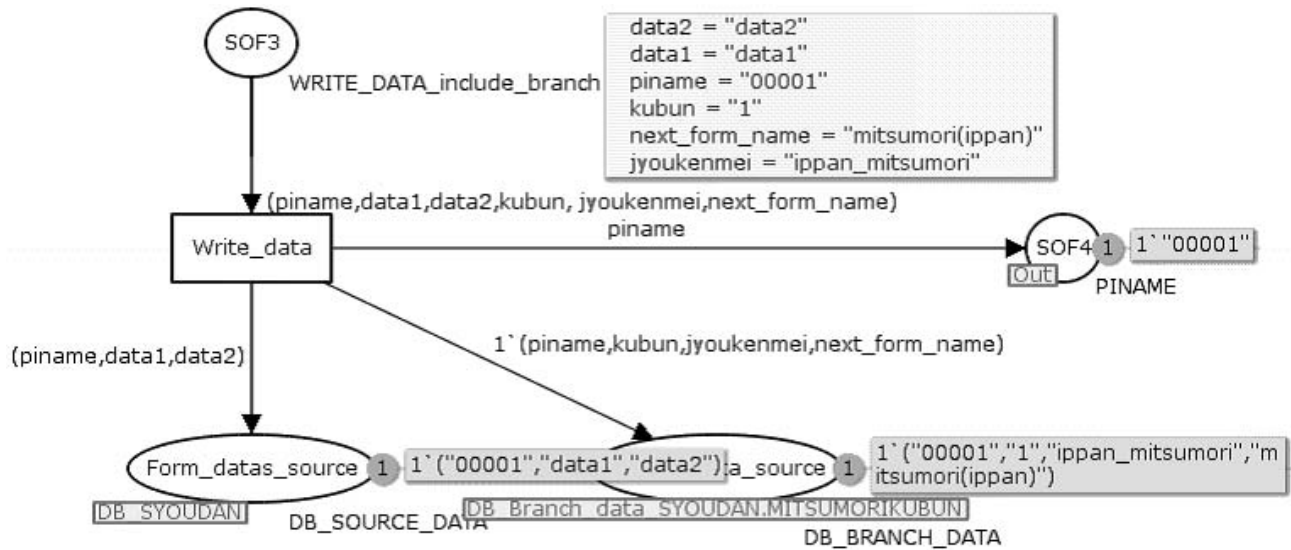 SOF3
WRITE_DATA_include_branch
data2 = "data2"
data1 = "data1"
piname = "00001"
kubun = "1"
next_form_name = "mitsumori(ippan)"
jyoukenmei = "ippan_mitsumori"
(piname,data1,data2,kubun, jyoukenmei,next_form_name)
Write_data
piname
SOF4
1
1`"00001"
Out
PINAME
(piname,data1,data2)
1`(piname,kubun,jyoukenmei,next_form_name)
Form_datas_source
1
1`("00001","data1","data2")
a_source
1
1`("00001","1","ippan_mitsumori","m
itsumori(ippan)")
DB_SYOUDAN
DB_SOURCE_DATA
DB_Branch_data_SYOUDAN.MITSUMORIKUBUN
DB_BRANCH_DATA